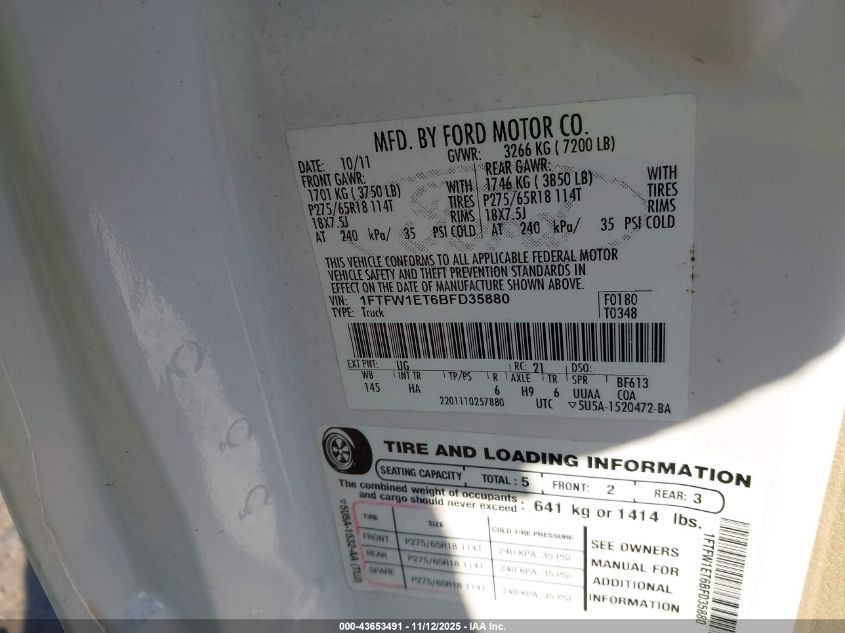 MFD. BY FORD MOTOR CO.
DATE: 10/11 GVWR: 3266 KG ( 7200 LB)
FRONT GAWR: REAR GAWR:
1701 KG ( 3750 LB) WITH 1746 KG ( 3850 LB) WITH
P275/65R18 114T TIRES P275/65R18 114T TIRES
18X7.5J RIMS 18X7.5J RIMS
AT 240 kPa/ 35 PSI COLD AT 240 kPa/ 35 PSI COLD
THIS VEHICLE CONFORMS TO ALL APPLICABLE FEDERAL MOTOR
VEHICLE SAFETY AND THEFT PREVENTION STANDARDS IN
EFFECT ON THE DATE OF MANUFACTURE SHOWN ABOVE.
VIN: 1FTFW1ET6BFD35880 F0180
TYPE: Truck T0348
EXT PNT: UG RC: 21 DSO:
WB INT TR TP/PS R AXLE TR SPR BF613
145 HA 6 H9 6 UUAA CQA
2201110257880 UTC ▽5U5A-1520472-BA
TIRE AND LOADING INFORMATION
SEATING CAPACITY TOTAL : 5 FRONT: 2 REAR: 3
The combined weight of occupants
and cargo should never exceed : 641 kg or 1414 lbs.
TIRE SIZE COLD TIRE PRESSURE
FRONT P275/65R18 114T 240 KPA, 35 PSI
REAR P275/65R18 114T 240 KPA, 35 PSI
SPARE P275/65R18 114T 240 KPA, 35 PSI
SEE OWNERS
MANUAL FOR
ADDITIONAL
INFORMATION
▽5U5A-1532-AA (TLU)
1FTFW1ET6BFD35880
000-43653491 - 11/12/2025 - IAA Inc.